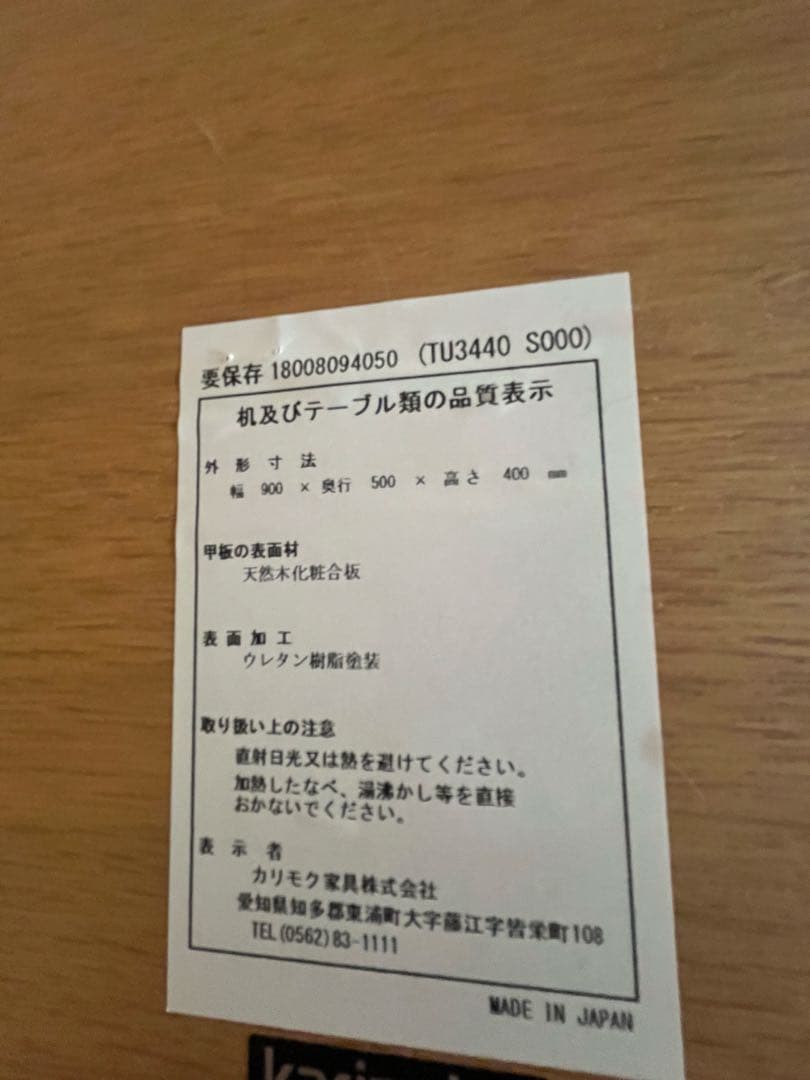 要保存 18008094050 (TU3440 S000)
机及びテーブル類の品質表示
外形寸法
幅 900 × 奥行 500 × 高さ 400 mm
甲板の表面材
天然木化粧合板
表面加工
ウレタン樹脂塗装
取り扱い上の注意
直射日光又は熱を避けてください。
加熱したなべ、湯沸かし等を直接
おかないでください。
表示者
カリモク家具株式会社
愛知県知多郡東浦町大字藤江字皆栄町108
TEL(0562)83-1111
MADE IN JAPAN